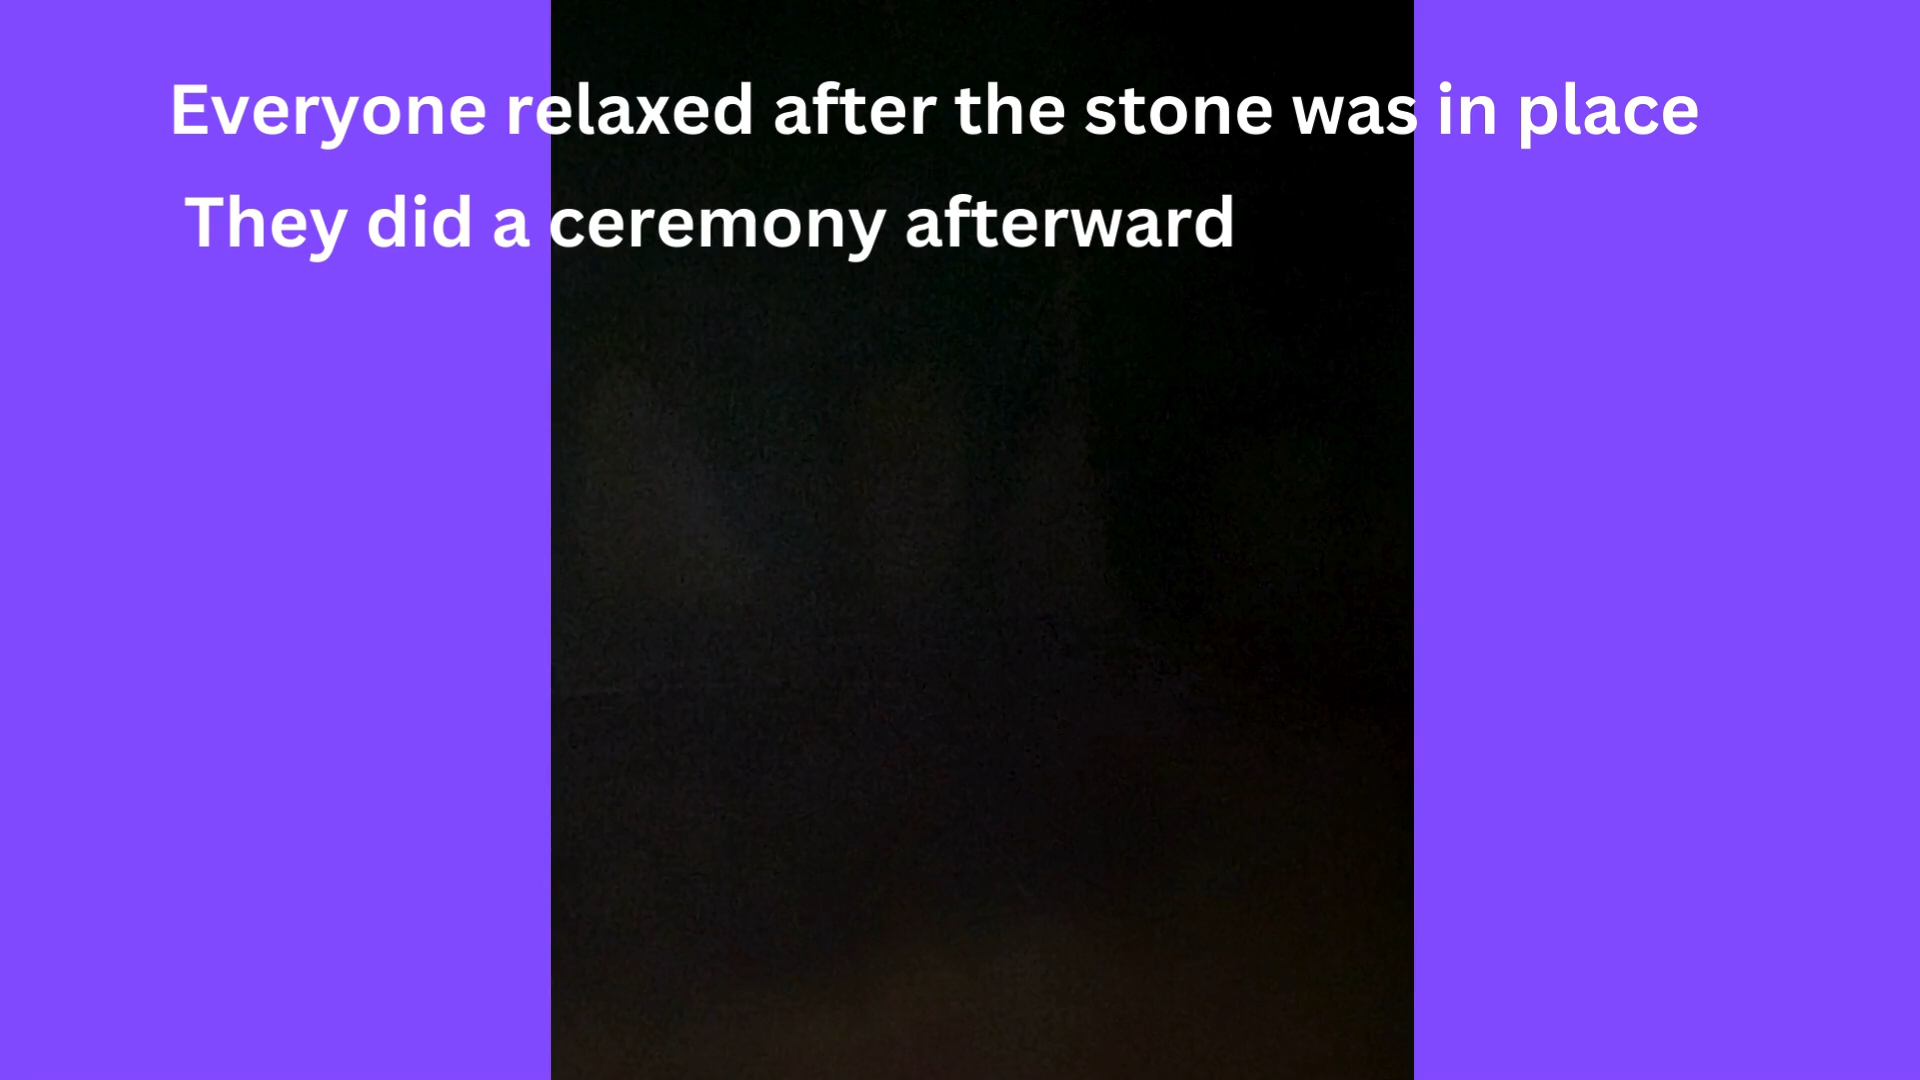 Everyone relaxed after the stone was in place
They did a ceremony afterward